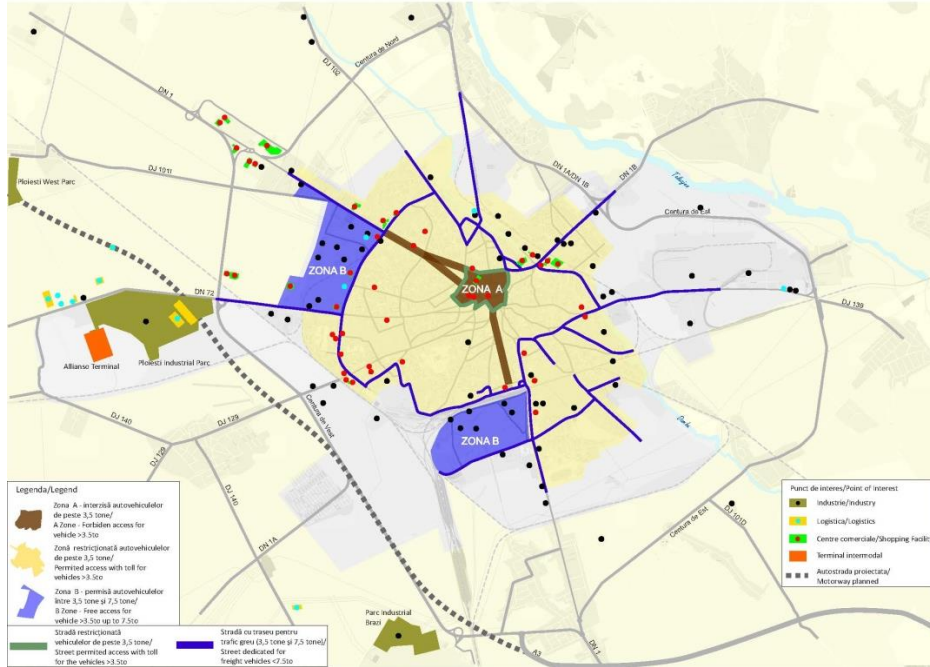 Centura de Nord
DJ 102
DN 1
DJ 101I
Ploiesti West Parc
DN 1A/DN 1B
DN 1B
Teleajen
Centura de Est
ZONA B
ZONA A
DN 72
DJ 139
Allianso Terminal
Ploiesti Industrial Parc
DJ 140
DJ 129
DJ 129
Centura de Vest
ZONA B
DJ 140
DN 1A
Centura de Est
DJ 101D
Parc Industrial
Brazi
A3
DN 1
Legenda/Legend
Zona A - interzisă autovehiculelor
de peste 3,5 tone/
A Zone - Forbiden access for
vehicle >3.5to
Zonă restricționată autovehiculelor
de peste 3,5 tone/
Permited access with toll for
vehicles >3.5to
Zona B - permisă autovehiculelor
între 3,5 tone și 7,5 tone/
B Zone - Free access for
vehicle >3.5to up to 7.5to
Stradă restricționată
vehiculelor de peste 3,5 tone/
Street permited access with toll
for the vehicles >3.5to
Stradă cu traseu pentru
trafic greu (3,5 tone și 7,5 tone)/
Street dedicated for
freight vehicles <7.5to
Punct de interes/Point of Interest
Industrie/Industry
Logistica/Logistics
Centre comerciale/Shopping Facilit
Terminal intermodal
Autostrada proiectata/
Motorway planned